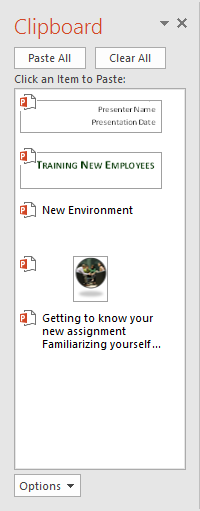 Clipboard
Paste All
Clear All
Click an Item to Paste:
Presenter Name
Presentation Date
TRAINING NEW EMPLOYEES
New Environment
Getting to know your
new assignment
Familiarizing yourself...
Options